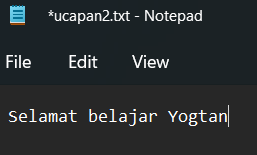 *ucapan2.txt - Notepad
File Edit View
Selamat belajar Yogtan